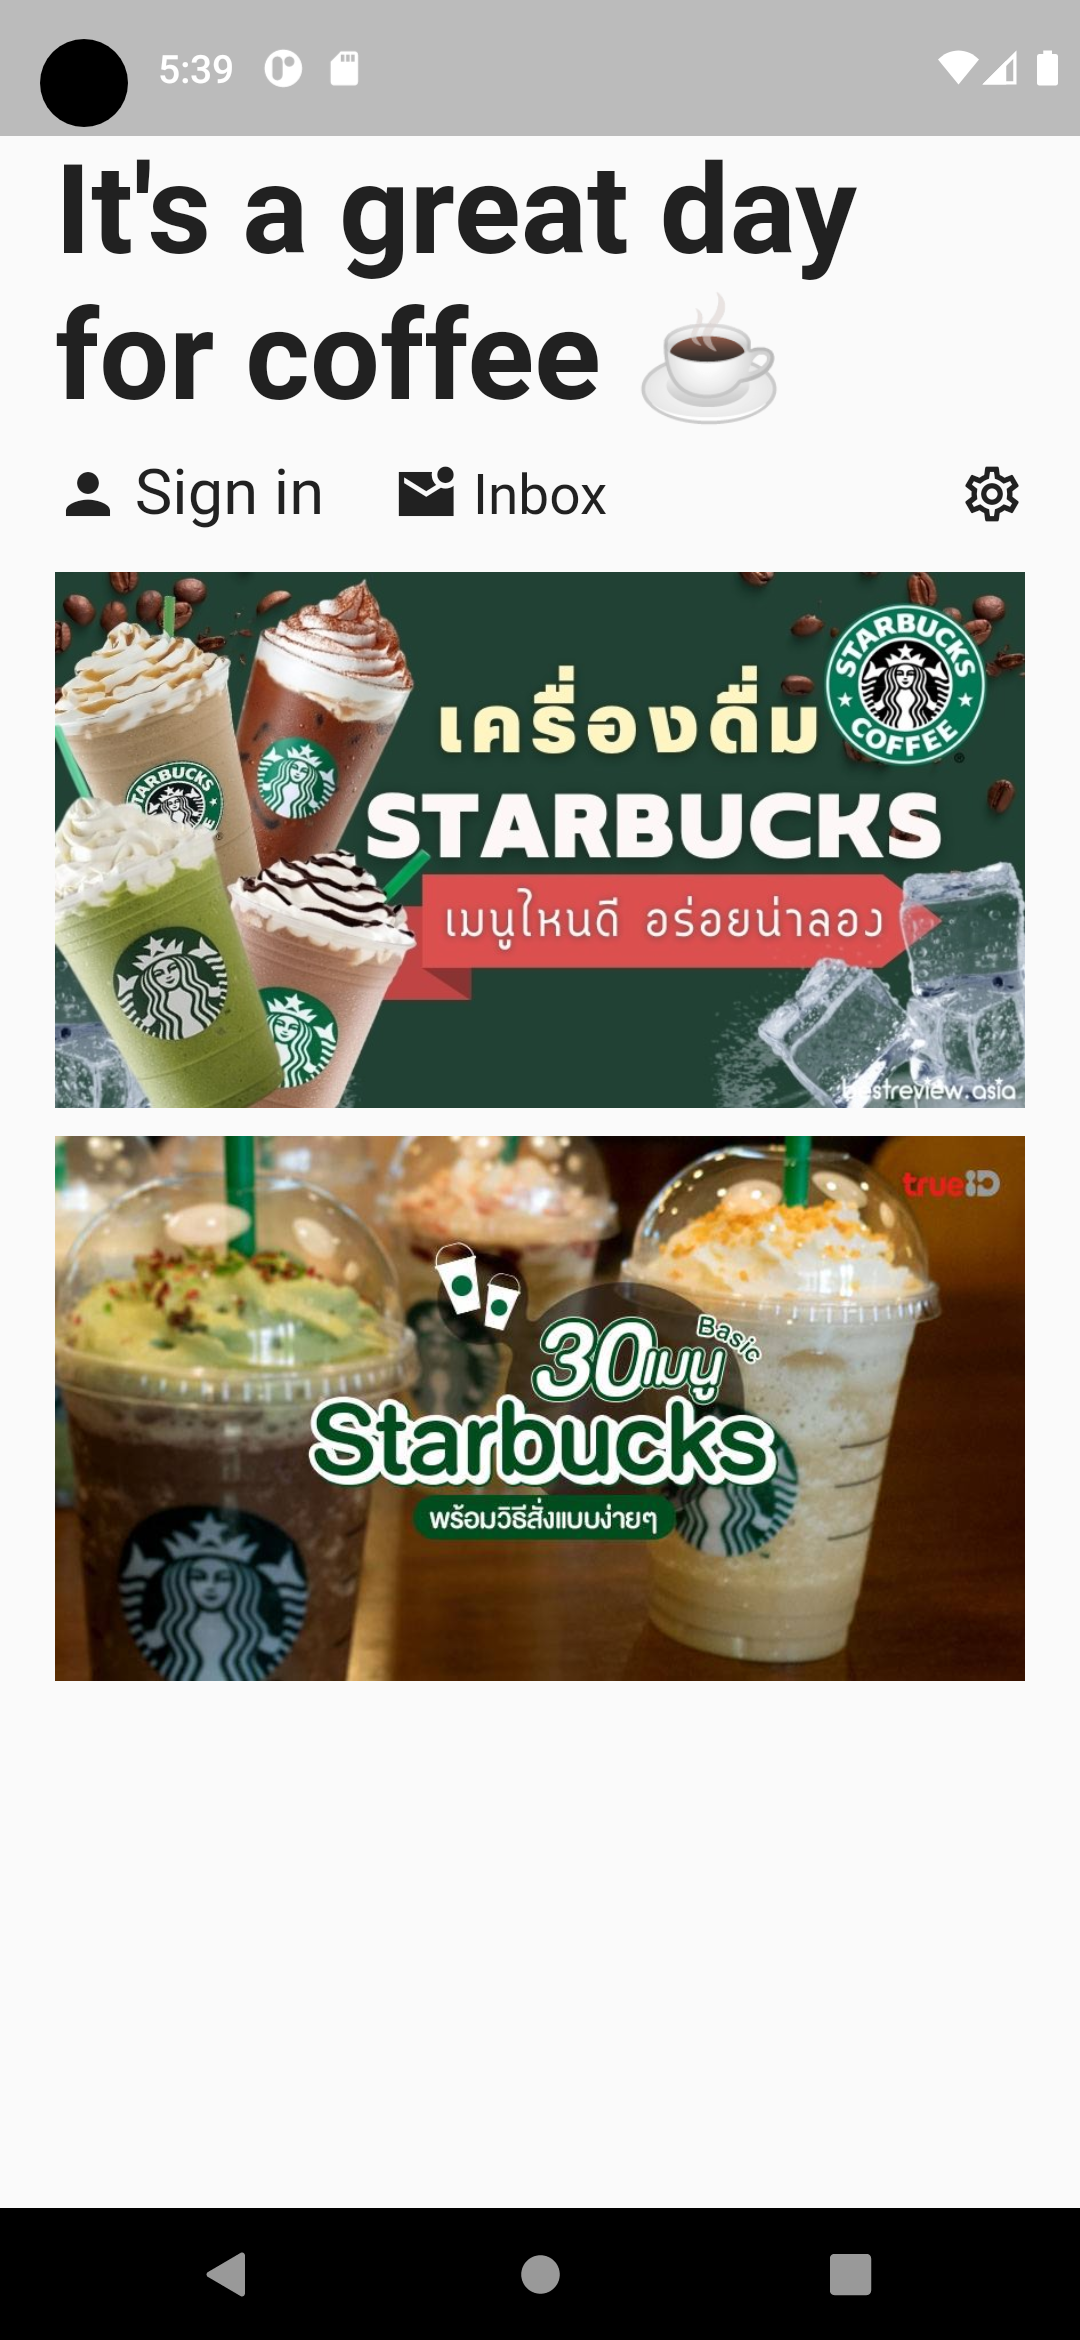 5:39
It's a great day
for coffee ☕
Sign in
Inbox
STARBUCKS
COFFEE
เครื่องดื่ม
STARBUCKS
เมนูไหนดี อร่อยน่าลอง
bestreview.asia
trueID
30เมนู
Basic
Starbucks
พร้อมวิธีสั่งแบบง่ายๆ